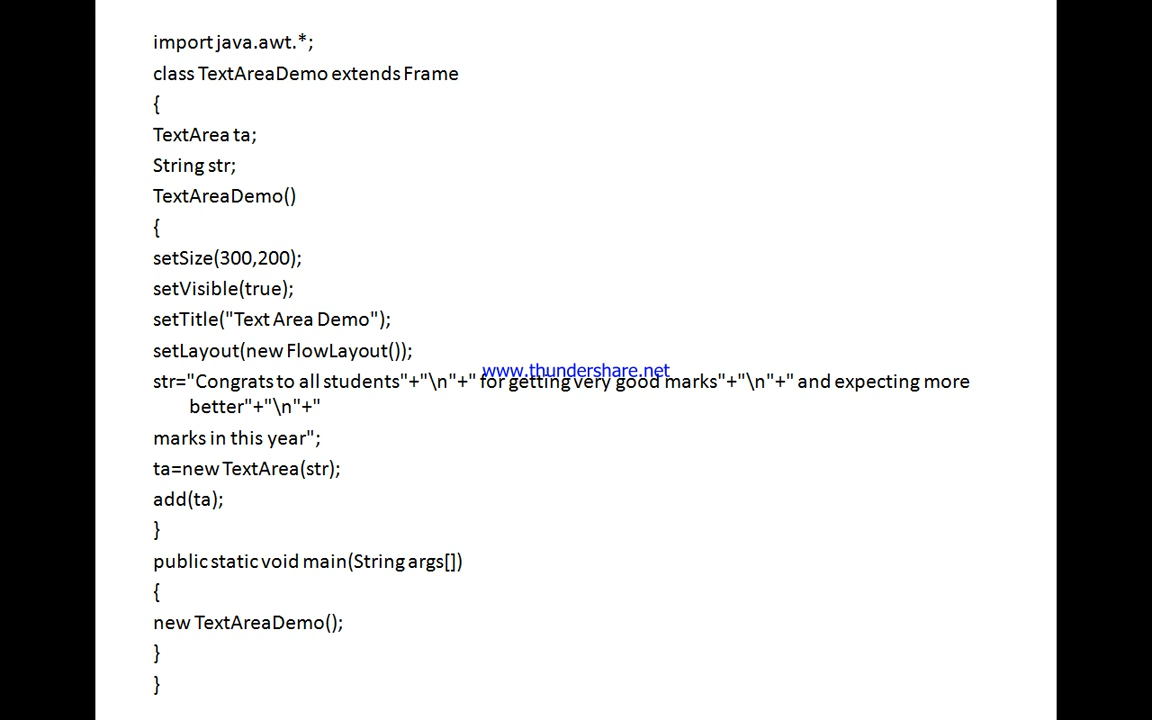 import java.awt.*;
class TextAreaDemo extends Frame
{
TextArea ta;
String str;
TextAreaDemo()
{
setSize(300,200);
setVisible(true);
setTitle("Text Area Demo");
setLayout(new FlowLayout());
www.thundershare.net
str="Congrats to all students"+"\n"+" for getting very good marks"+"\n"+" and expecting more
better"+"\n"+"
marks in this year";
ta=new TextArea(str);
add(ta);
}
public static void main(String args[])
{
new TextAreaDemo();
}
}